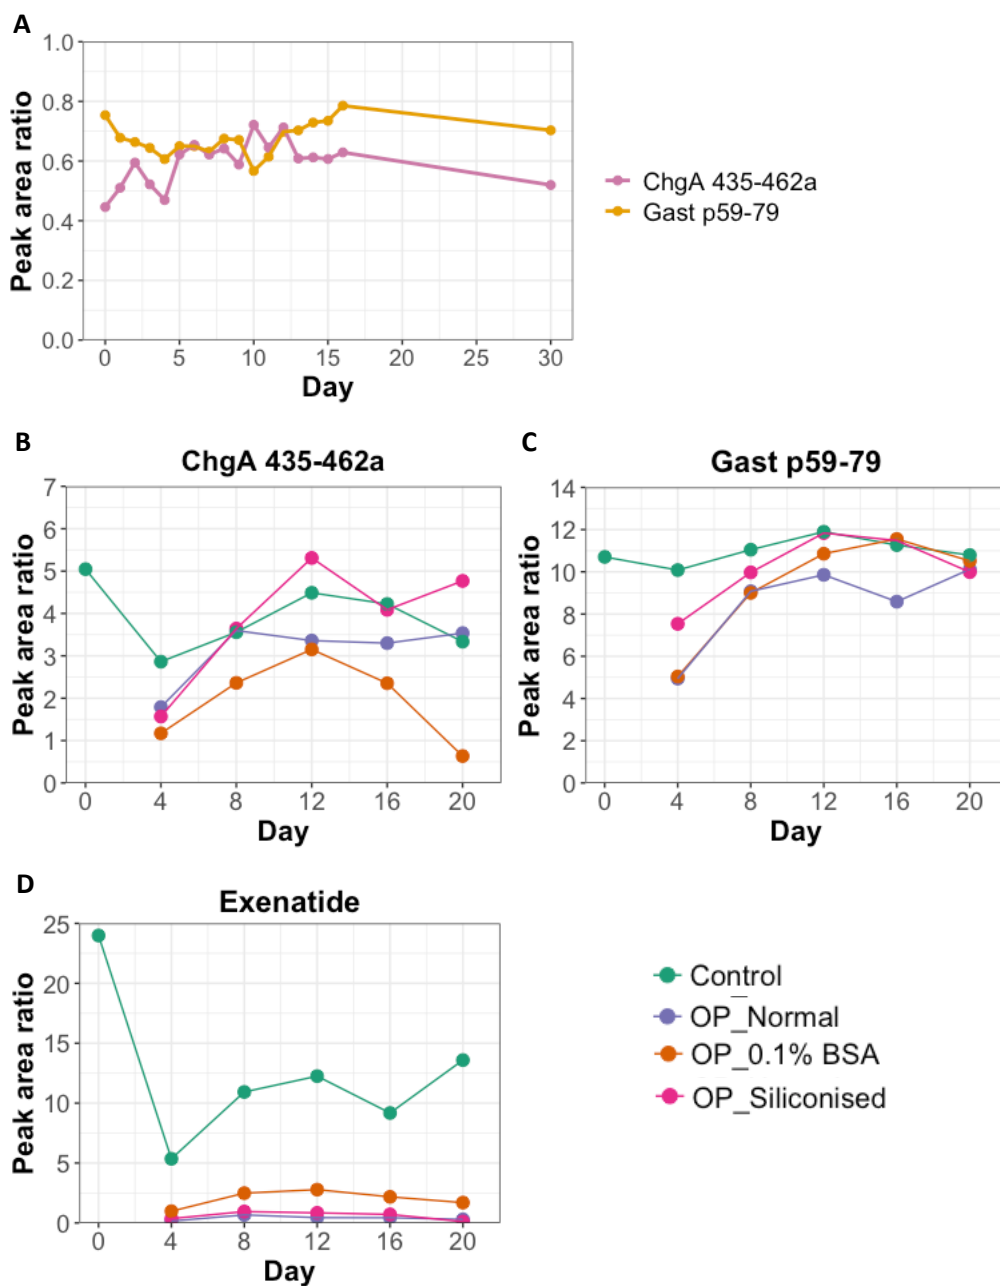 A
1.0
0.8
0.6
0.4
0.2
0.0
Peak area ratio
0 5 10 15 20 25 30
Day
ChgA 435-462a
Gast p59-79
B
ChgA 435-462a
7
6
5
4
3
2
1
0
Peak area ratio
0 4 8 12 16 20
Day
C
Gast p59-79
14
12
10
8
6
4
2
0
Peak area ratio
0 4 8 12 16 20
Day
D
Exenatide
25
20
15
10
5
0
Peak area ratio
0 4 8 12 16 20
Day
Control
OP_Normal
OP_0.1% BSA
OP_Siliconised